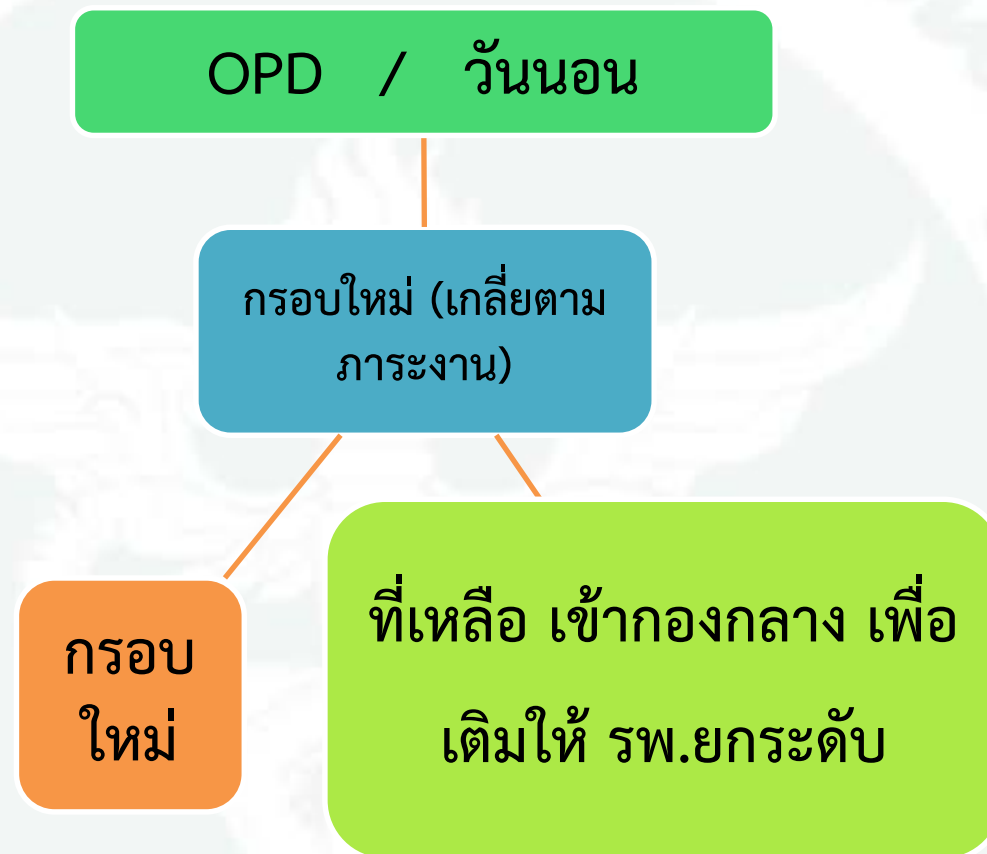 OPD / วันนอน
กรอบใหม่ (เกลี่ยตาม
ภาระงาน)
กรอบ
ใหม่
ที่เหลือ เข้ากองกลาง เพื่อ
เติมให้ รพ.ยกระดับ